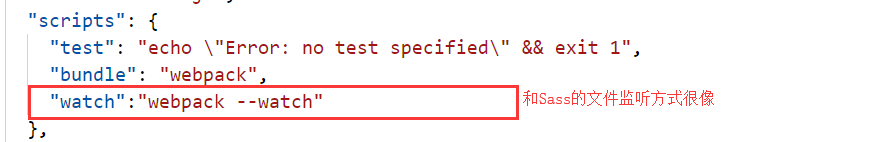 "scripts": {
"test": "echo \"Error: no test specified\" && exit 1",
"bundle": "webpack",
"watch":"webpack --watch" 和Sass的文件监听方式很像
},